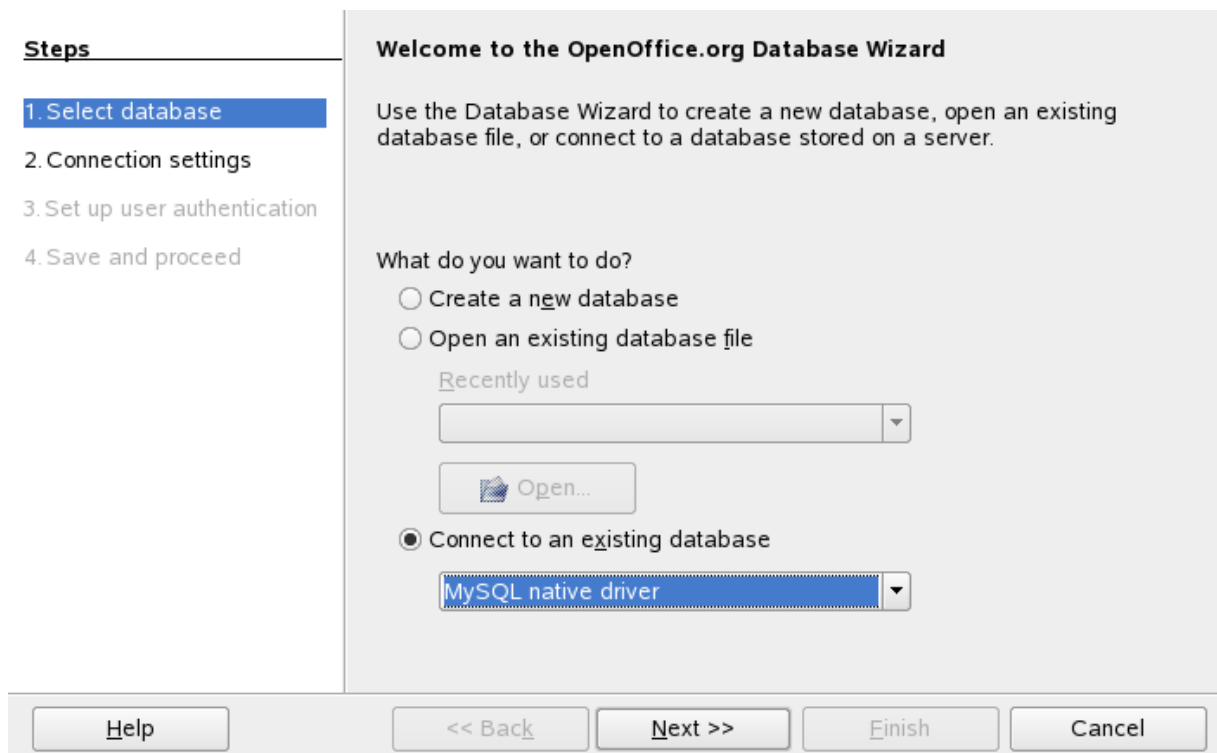 Steps
1. Select database
2. Connection settings
3. Set up user authentication
4. Save and proceed
Welcome to the OpenOffice.org Database Wizard
Use the Database Wizard to create a new database, open an existing
database file, or connect to a database stored on a server.
What do you want to do?
Create a new database
Open an existing database file
Recently used
Open...
Connect to an existing database
MySQL native driver
Help
<< Back
Next >>
Finish
Cancel